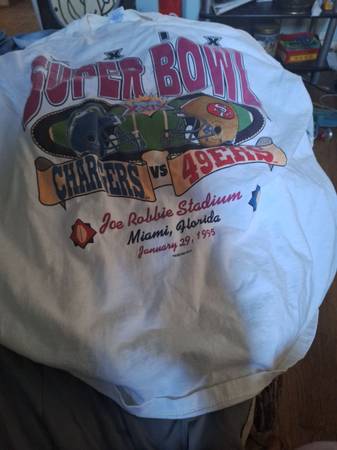 X I X
SUPER BOWL
CHARGERS VS 49ERS
Joe Robbie Stadium
Miami, Florida
January 29, 1995